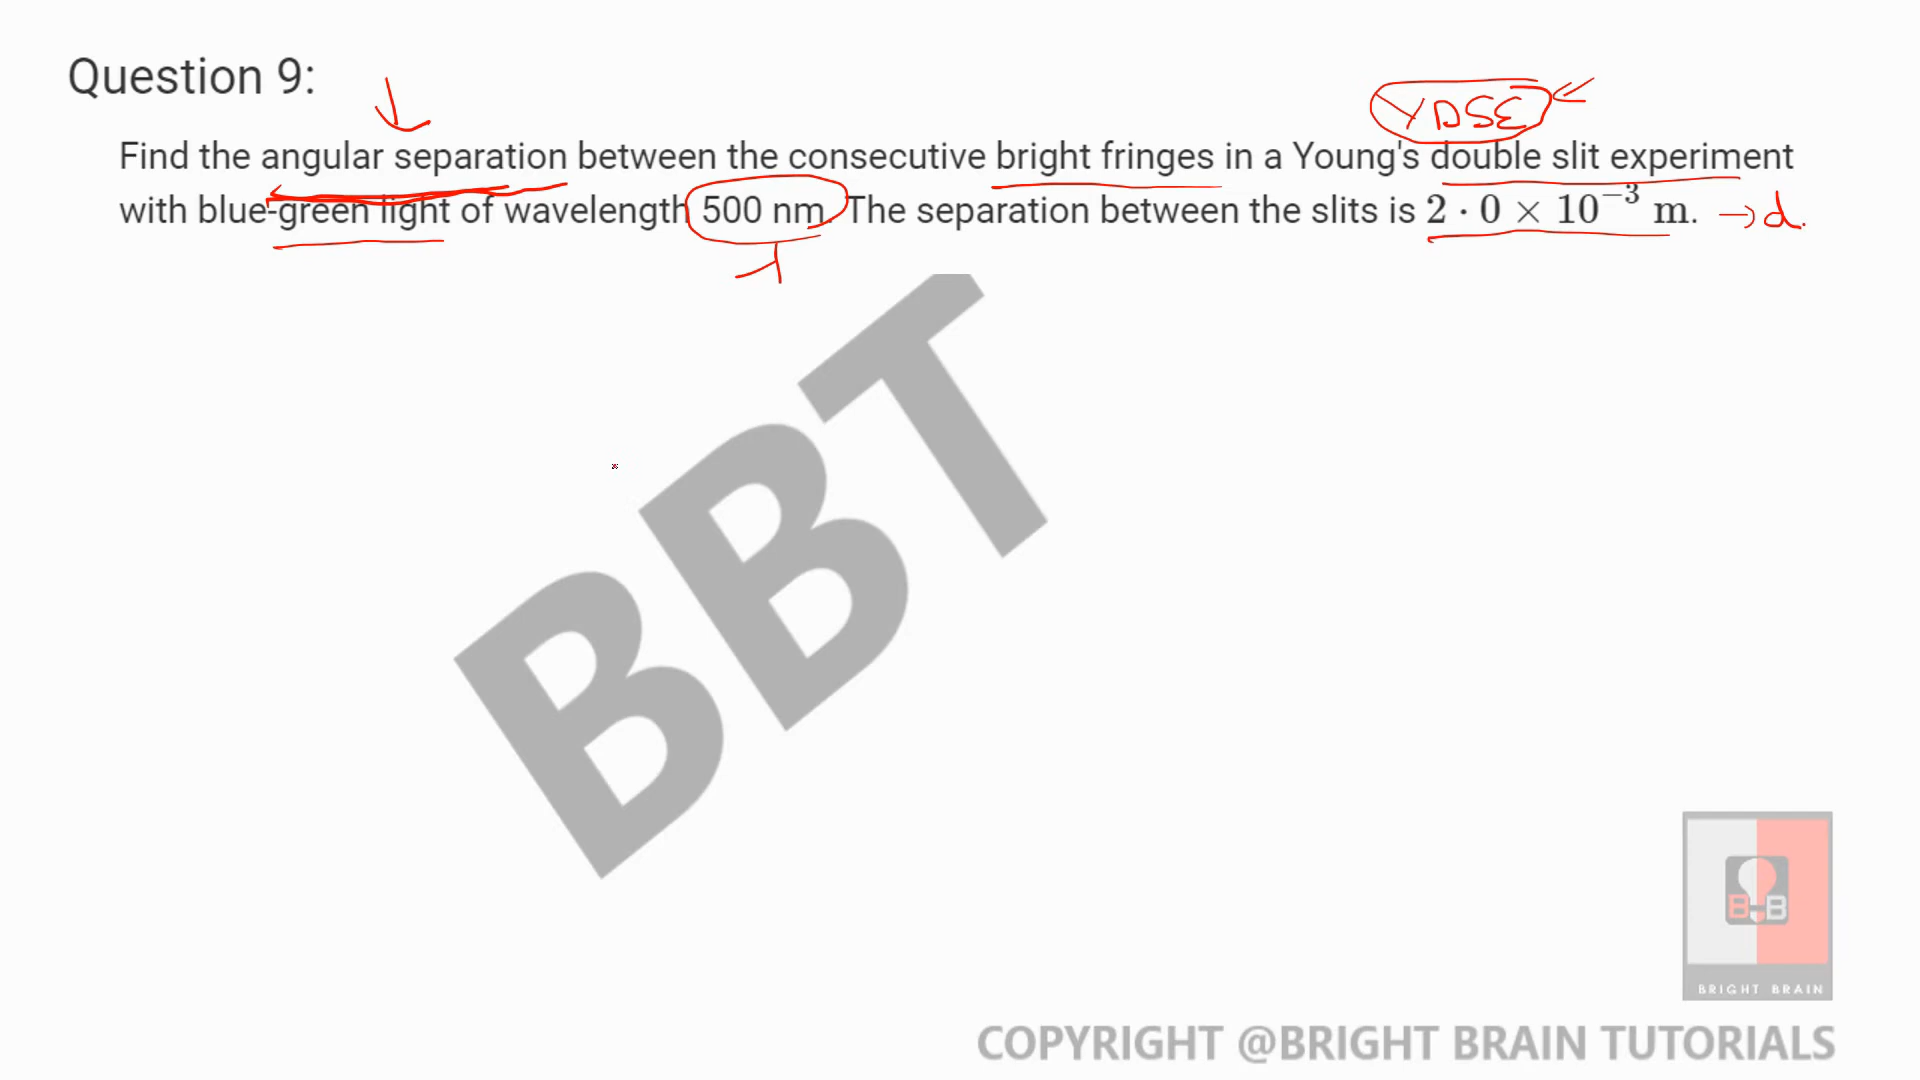 Question 9:
YDSE
Find the angular separation between the consecutive bright fringes in a Young's double slit experiment
with blue-green light of wavelength 500 nm. The separation between the slits is 2·0 × 10⁻³ m. → d.
λ
BBT
B B
BRIGHT BRAIN
COPYRIGHT @BRIGHT BRAIN TUTORIALS